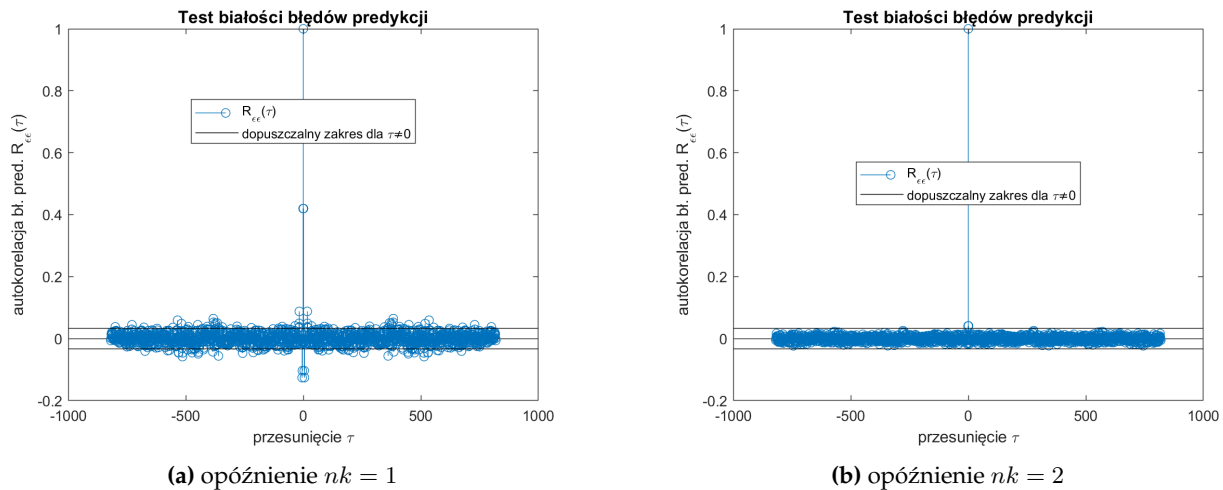 Test białości błędów predykcji
autokorelacja bł. pred. R_ϵϵ(τ)
1
0.8
0.6
0.4
0.2
0
-0.2
R_ϵϵ(τ)
dopuszczalny zakres dla τ≠0
-1000 -500 0 500 1000
przesunięcie τ
(a) opóźnienie nk = 1
Test białości błędów predykcji
autokorelacja bł. pred. R_ϵϵ(τ)
1
0.8
0.6
0.4
0.2
0
-0.2
R_ϵϵ(τ)
dopuszczalny zakres dla τ≠0
-1000 -500 0 500 1000
przesunięcie τ
(b) opóźnienie nk = 2